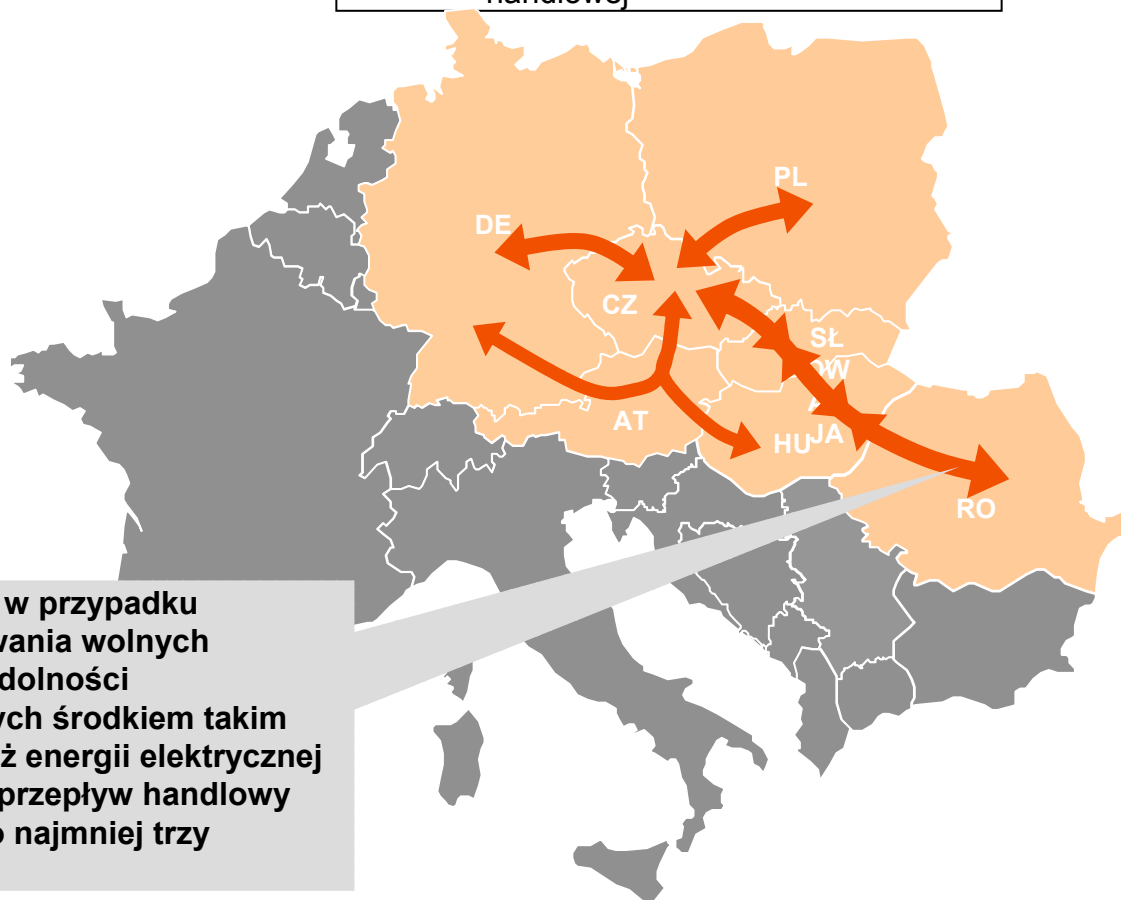 handlowej
PL
DE
CZ
SŁ
OW
A
JA
AT
HU
RO
w przypadku
wania wolnych
dolności
ych środkiem takim
ż energii elektrycznej
przepływ handlowy
o najmniej trzy